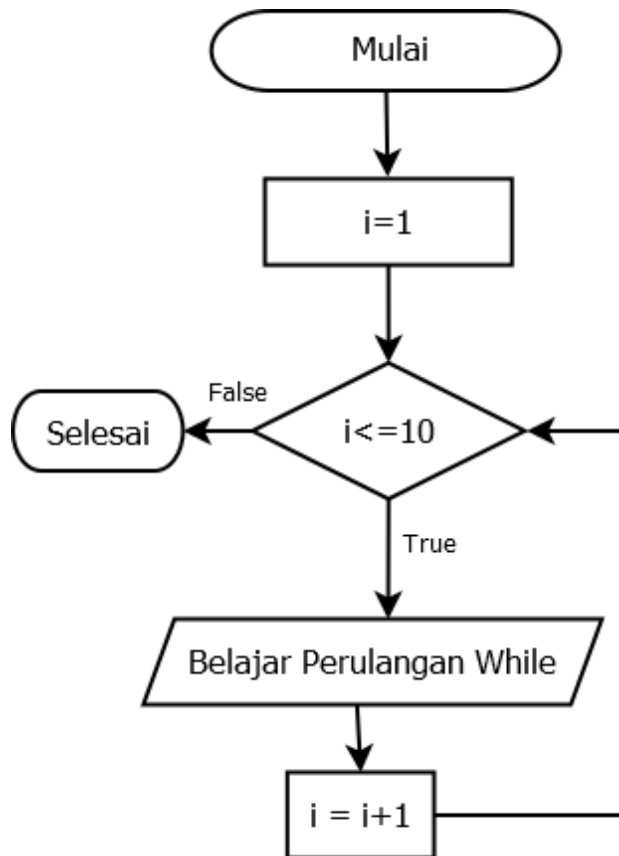 Mulai
i=1
False
Selesai
i<=10
True
Belajar Perulangan While
i = i+1